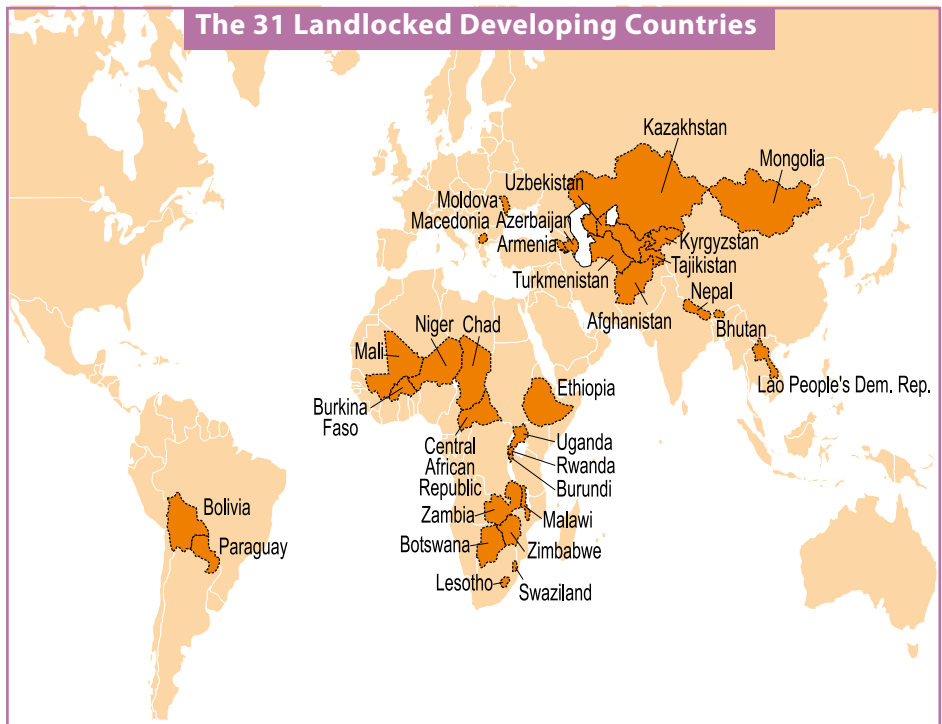 The 31 Landlocked Developing Countries
Kazakhstan
Mongolia
Uzbekistan
Moldova
Macedonia
Azerbaijan
Armenia
Kyrgyzstan
Tajikistan
Turkmenistan
Nepal
Afghanistan
Bhutan
Niger
Chad
Mali
Lao People's Dem. Rep.
Ethiopia
Burkina
Faso
Central
African
Republic
Uganda
Rwanda
Burundi
Bolivia
Zambia
Malawi
Paraguay
Botswana
Zimbabwe
Lesotho
Swaziland